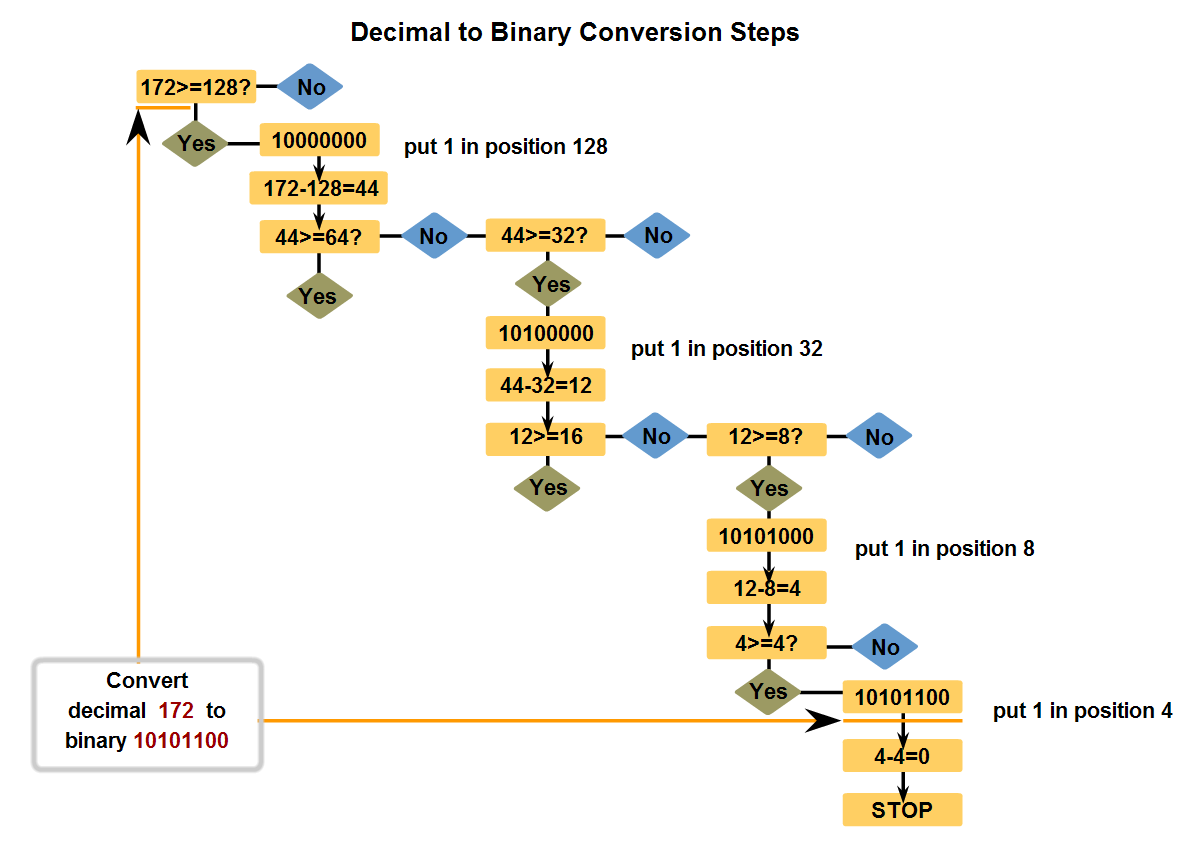 Decimal to Binary Conversion Steps
172>=128?
No
Yes
10000000
put 1 in position 128
172-128=44
44>=64?
No
44>=32?
No
Yes
Yes
10100000
put 1 in position 32
44-32=12
12>=16
No
12>=8?
No
Yes
Yes
10101000
put 1 in position 8
12-8=4
4>=4?
No
Yes
10101100
put 1 in position 4
4-4=0
STOP
Convert
decimal 172 to
binary 10101100